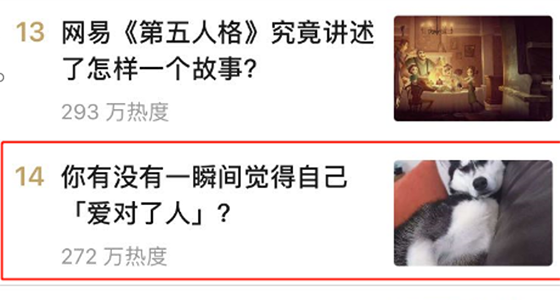 13 网易《第五人格》究竟讲述
了怎样一个故事?
293 万热度
14 你有没有一瞬间觉得自己
「爱对了人」?
272 万热度